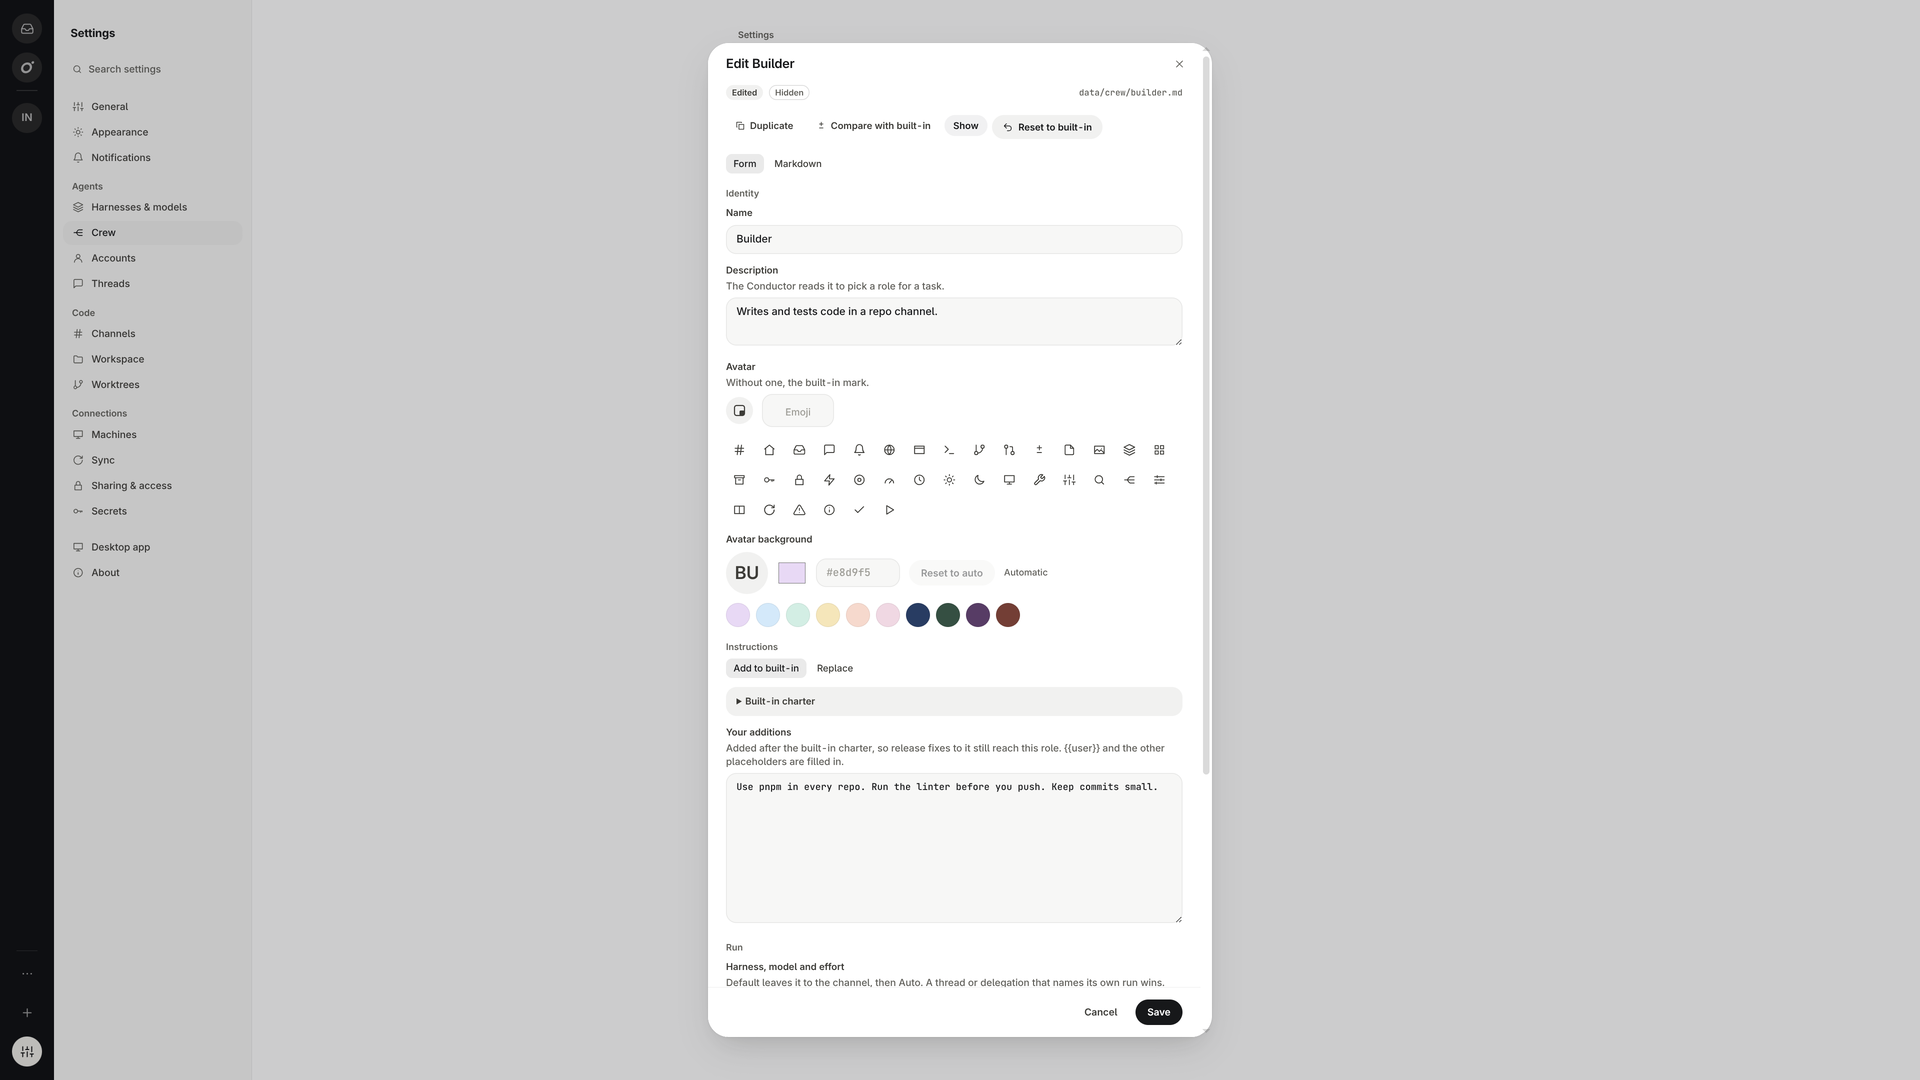 Settings
Search settings
General
Appearance
Notifications
Agents
Harnesses & models
Crew
Accounts
Threads
Code
Channels
Workspace
Worktrees
Connections
Machines
Sync
Sharing & access
Secrets
Desktop app
About
IN
Settings
Edit Builder
Edited
Hidden
data/crew/builder.md
Duplicate
Compare with built-in
Show
Reset to built-in
Form
Markdown
Identity
Name
Builder
Description
The Conductor reads it to pick a role for a task.
Writes and tests code in a repo channel.
Avatar
Without one, the built-in mark.
Emoji
Avatar background
BU
#e8d9f5
Reset to auto
Automatic
Instructions
Add to built-in
Replace
Built-in charter
Your additions
Added after the built-in charter, so release fixes to it still reach this role. {{user}} and the other
placeholders are filled in.
Use pnpm in every repo. Run the linter before you push. Keep commits small.
Run
Harness, model and effort
Default leaves it to the channel, then Auto. A thread or delegation that names its own run wins.
Cancel
Save